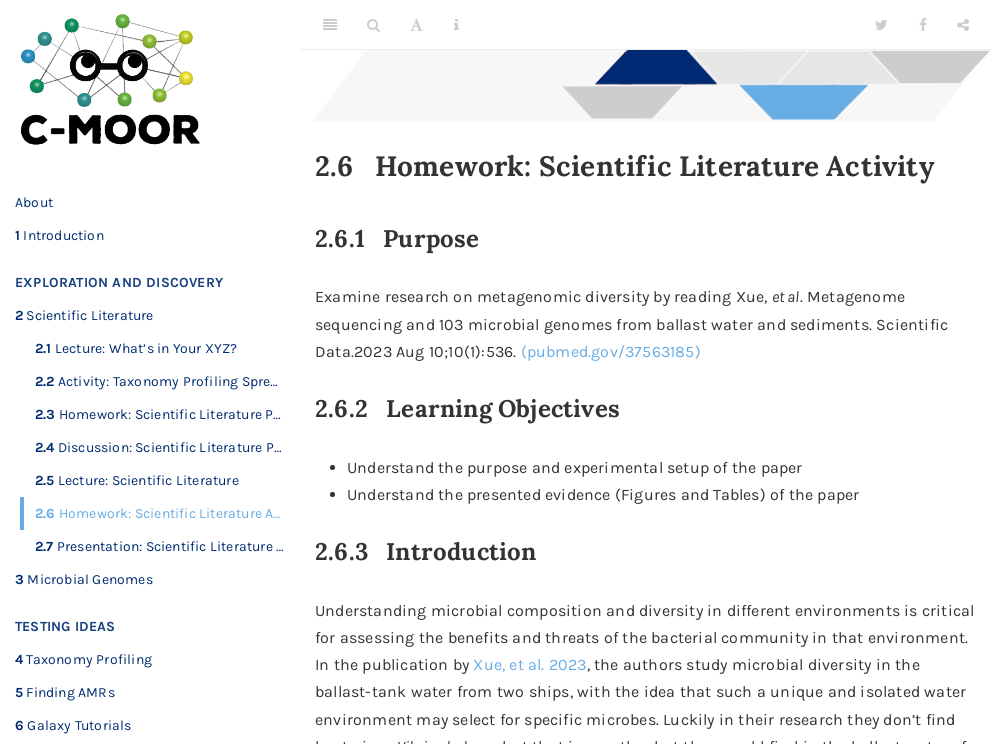 C-MOOR
About
1 Introduction
EXPLORATION AND DISCOVERY
2 Scientific Literature
2.1 Lecture: What's in Your XYZ?
2.2 Activity: Taxonomy Profiling Spre...
2.3 Homework: Scientific Literature P...
2.4 Discussion: Scientific Literature P...
2.5 Lecture: Scientific Literature
2.6 Homework: Scientific Literature A...
2.7 Presentation: Scientific Literature ...
3 Microbial Genomes
TESTING IDEAS
4 Taxonomy Profiling
5 Finding AMRs
6 Galaxy Tutorials
2.6 Homework: Scientific Literature Activity
2.6.1 Purpose
Examine research on metagenomic diversity by reading Xue, et al. Metagenome
sequencing and 103 microbial genomes from ballast water and sediments. Scientific
Data.2023 Aug 10;10(1):536. (pubmed.gov/37563185)
2.6.2 Learning Objectives
• Understand the purpose and experimental setup of the paper
• Understand the presented evidence (Figures and Tables) of the paper
2.6.3 Introduction
Understanding microbial composition and diversity in different environments is critical
for assessing the benefits and threats of the bacterial community in that environment.
In the publication by Xue, et al. 2023, the authors study microbial diversity in the
ballast-tank water from two ships, with the idea that such a unique and isolated water
environment may select for specific microbes. Luckily in their research they don't find